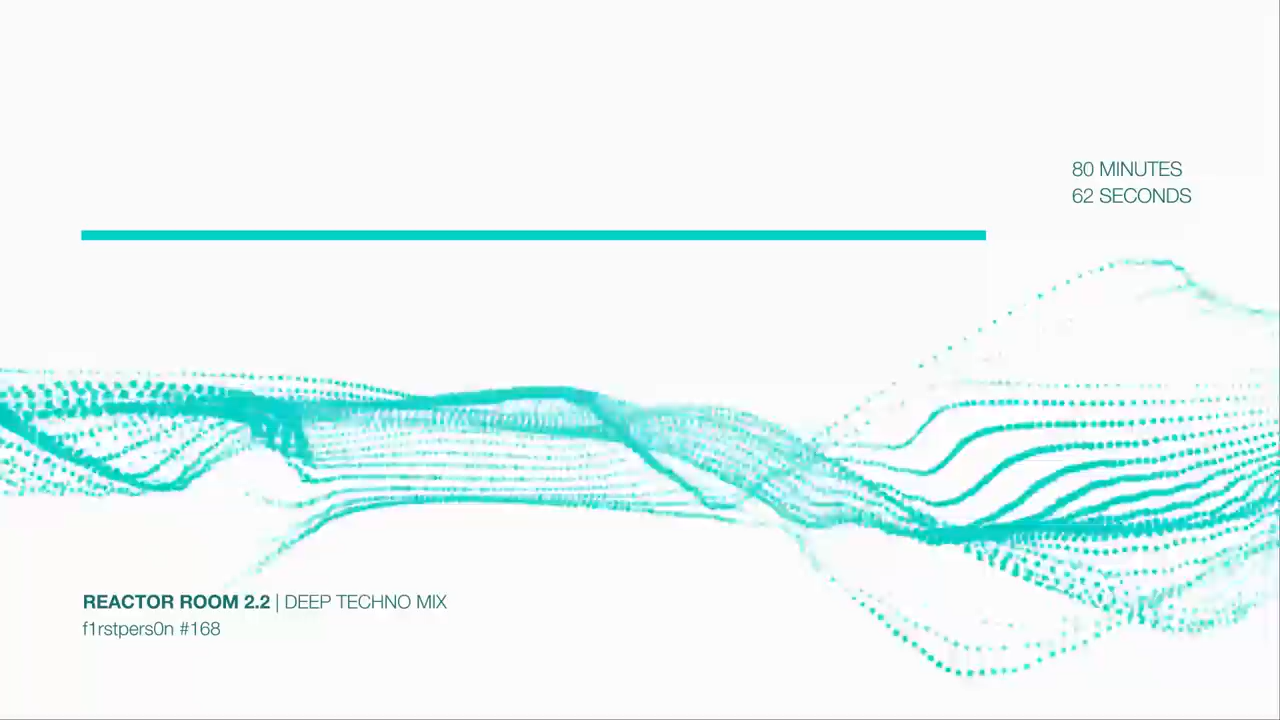 80 MINUTES
62 SECONDS
REACTOR ROOM 2.2 | DEEP TECHNO MIX
f1rstpers0n #168